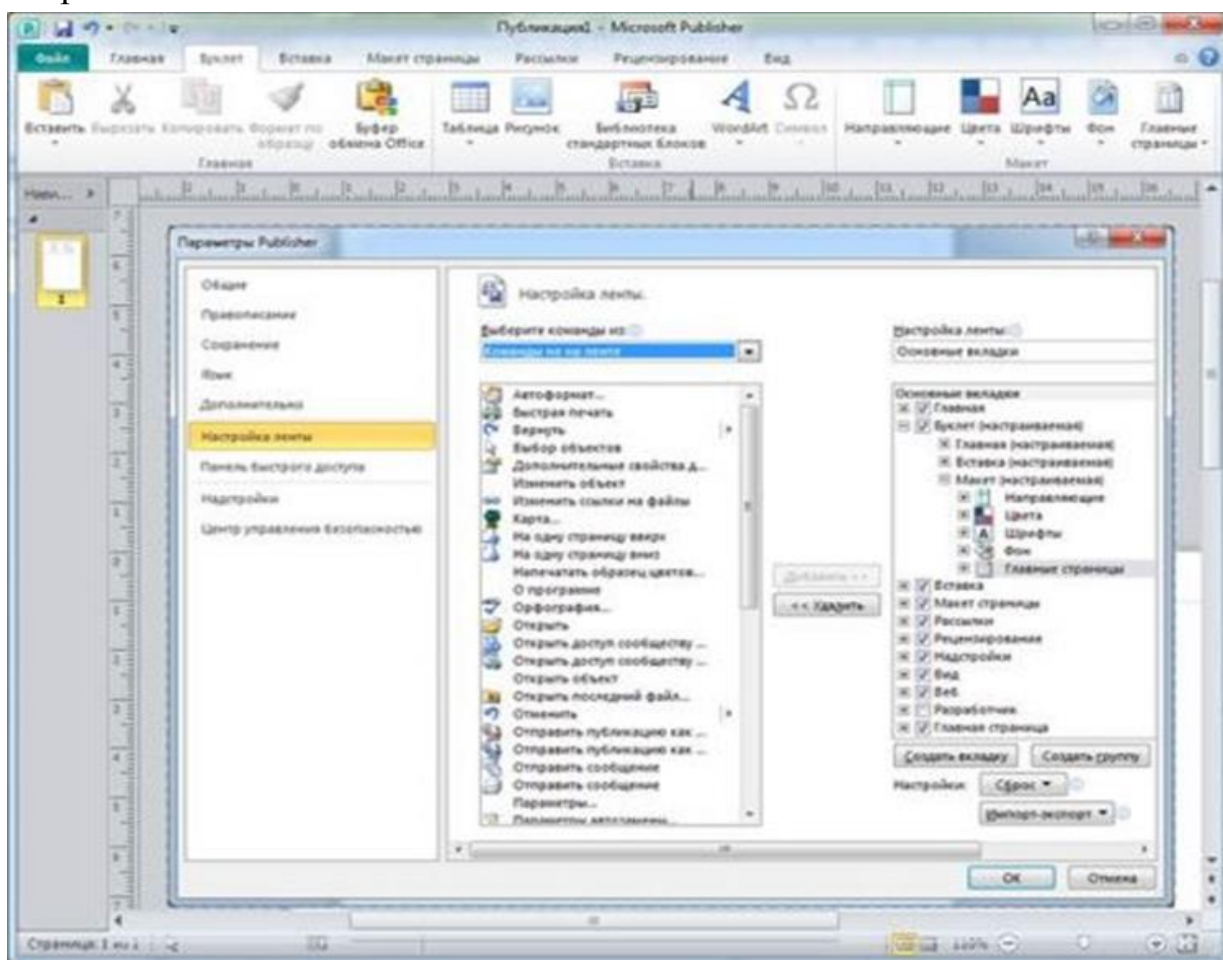 Публикация1 - Microsoft Publisher
Файл Главная Буклет Вставка Макет страницы Рассылки Рецензирование Вид
Вставить Вырезать Копировать Формат по образцу Буфер обмена Office Таблица Рисунок Библиотека стандартных блоков WordArt Символ Направляющие Цвета Шрифты Фон Главные страницы
Главная Вставка Макет
Параметры Publisher
Общие
Правописание
Сохранение
Язык
Дополнительно
Настройка ленты
Панель быстрого доступа
Надстройки
Центр управления безопасностью
Настройка ленты.
Выберите команды из:
Команды не на ленте
Автоформат...
Быстрая печать
Вернуть
Выбор объектов
Дополнительные свойства д...
Изменить объект
Изменить ссылки на файлы
Карта...
На одну страницу вверх
На одну страницу вниз
Напечатать образец цветов...
О программе
Орфография...
Открыть
Открыть доступ сообществу ...
Открыть доступ сообществу ...
Открыть объект
Открыть последний файл...
Отменить
Отправить публикацию как ...
Отправить публикацию как ...
Отправить сообщение
Отправить сообщение
Параметры...
Параметры автозамены...
Добавить >>
<< Удалить
Настройка ленты:
Основные вкладки
Основные вкладки
Главная
Буклет (настраиваемая)
Главная (настраиваемая)
Вставка (настраиваемая)
Макет (настраиваемая)
Направляющие
Цвета
Шрифты
Фон
Главные страницы
Вставка
Макет страницы
Рассылки
Рецензирование
Надстройки
Вид
Веб
Разработчик
Главная страница
Создать вкладку Создать группу
Настройки: Сброс
Импорт-экспорт
ОК Отмена
Страница: 1 из 1 110%